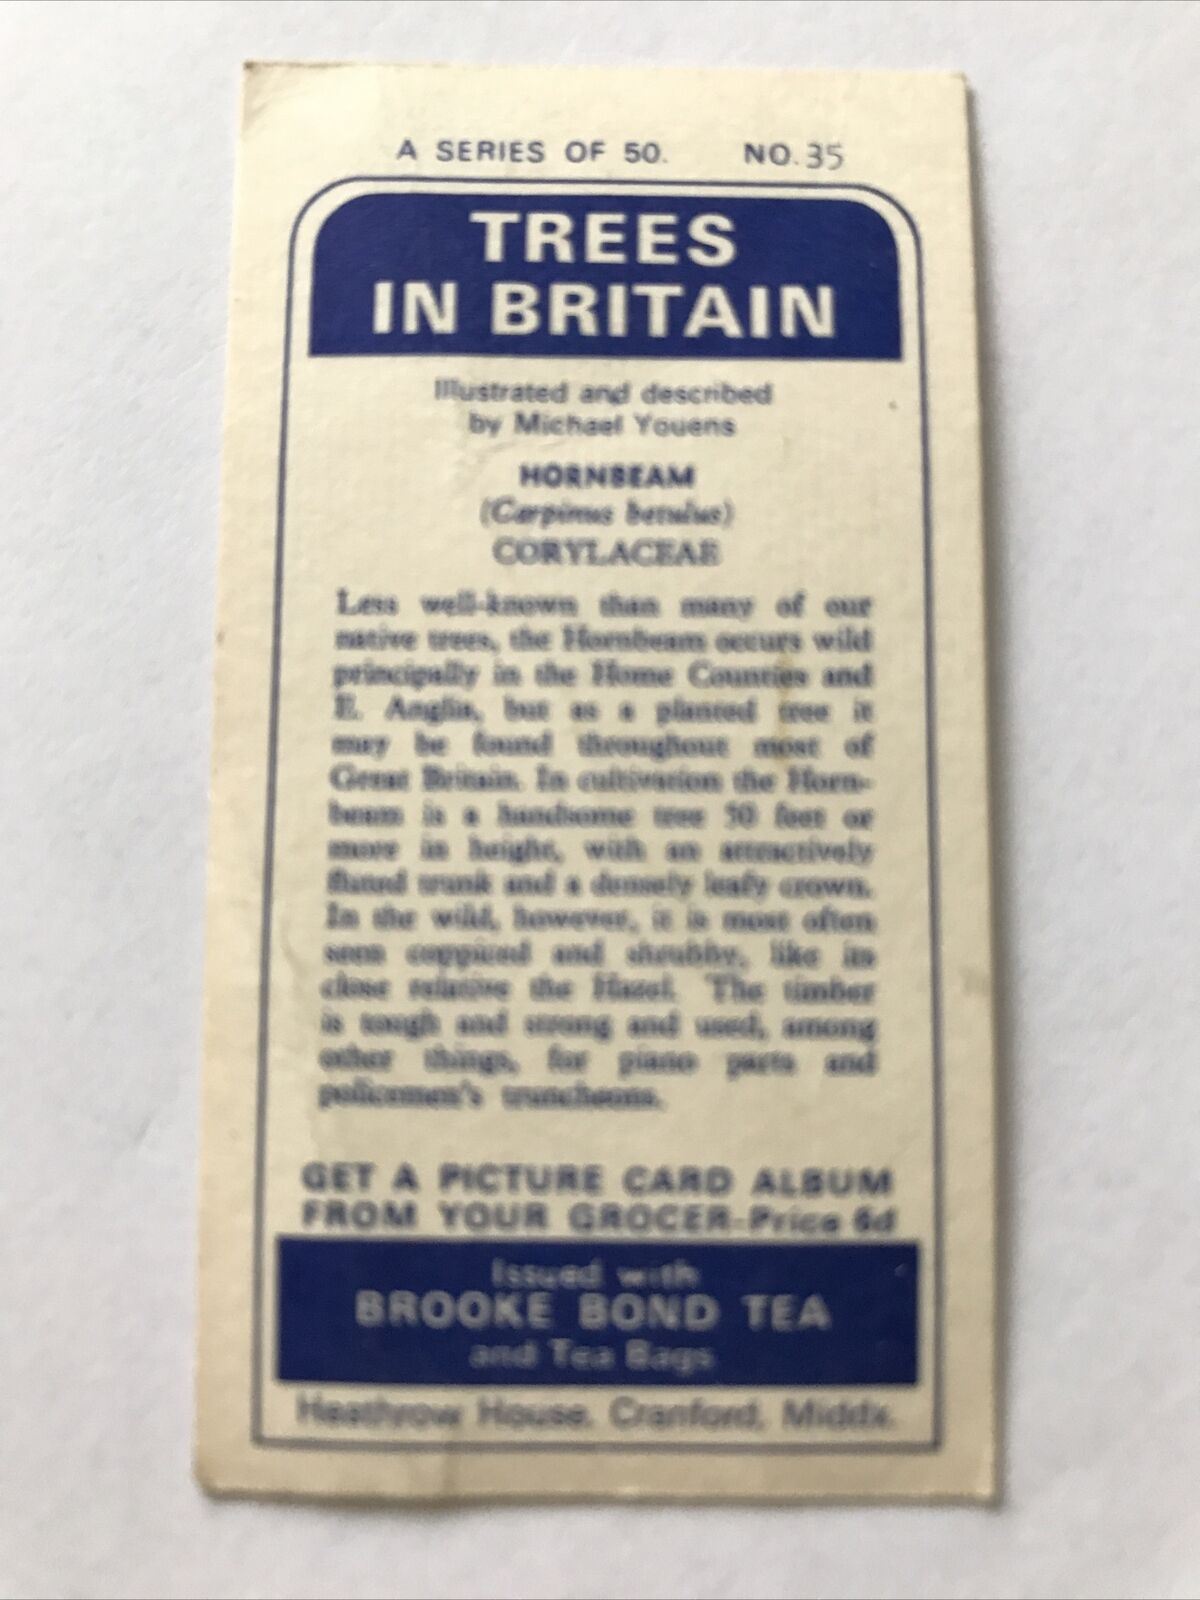 A SERIES OF 50. NO. 35
TREES
IN BRITAIN
Illustrated and described
by Michael Youens
HORNBEAM
(Carpinus betulus)
CORYLACEAE
Less well-known than many of our
native trees, the Hornbeam occurs wild
principally in the Home Counties and
E. Anglia, but as a planted tree it
may be found throughout most of
Great Britain. In cultivation the Horn-
beam is a handsome tree 50 feet or
more in height, with an attractively
fluted trunk and a densely leafy crown.
In the wild, however, it is most often
seen coppiced and shrubby, like its
close relative the Hazel. The timber
is tough and strong and used, among
other things, for piano parts and
policemen's truncheons.
GET A PICTURE CARD ALBUM
FROM YOUR GROCER-Price 6d
Issued with
BROOKE BOND TEA
and Tea Bags
Heathrow House, Cranford, Middx.